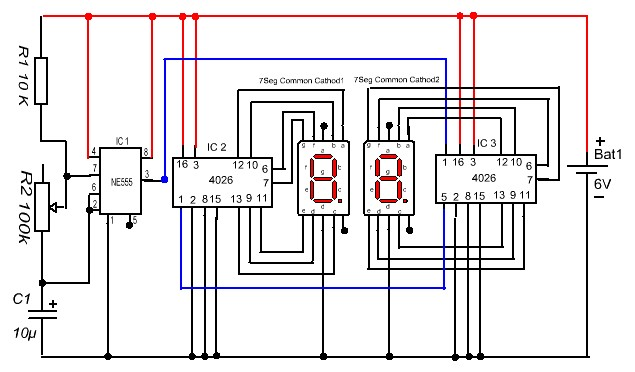 R1 10 K
R2 100k
C1
10µ
IC 1
NE555
4
7
6
2
8
3
1
5
IC 2
4026
16
3
12 10
6
7
1
2
8 15
13 9 11
7Seg Common Cathod1
g f a b
a
f b
g
e c
d
e d c
7Seg Common Cathod2
g f a b
a
f b
g
e c
d
e d c
IC 3
4026
1 16 3
12 10
6
7
5 2 8 15
13 9 11
+
Bat1
6V
−
+